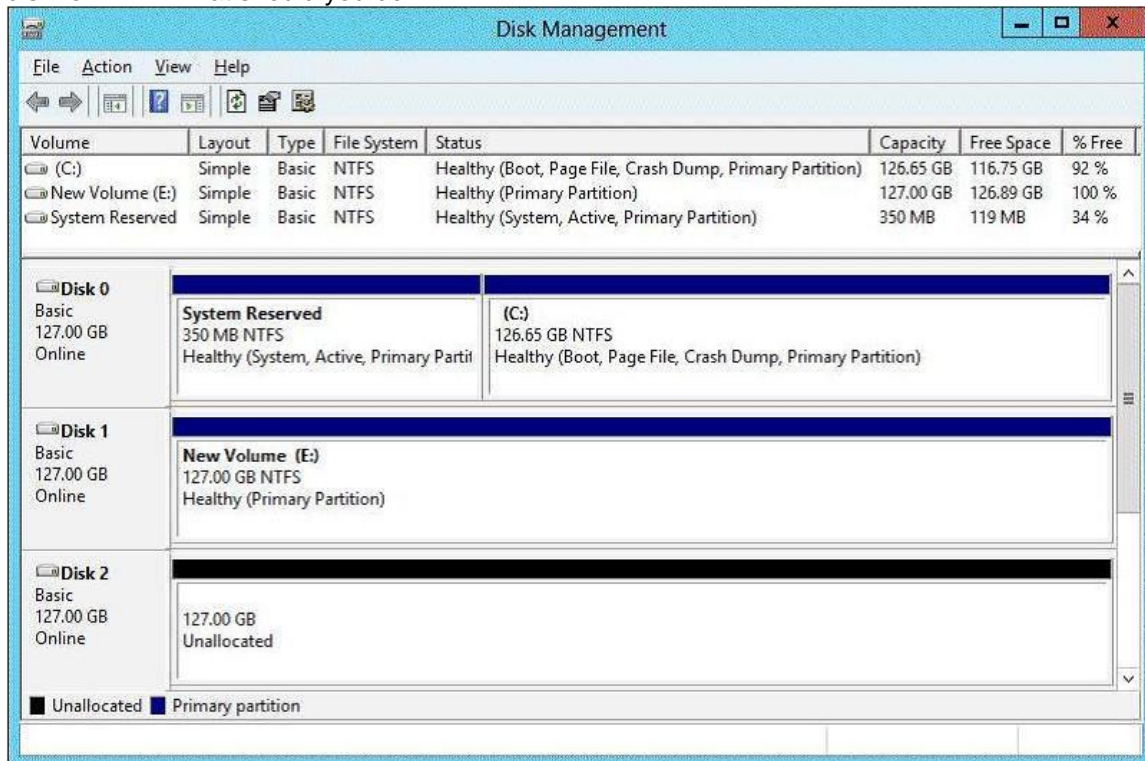 Disk Management
File Action View Help
Volume Layout Type File System Status Capacity Free Space % Free
(C:) Simple Basic NTFS Healthy (Boot, Page File, Crash Dump, Primary Partition) 126.65 GB 116.75 GB 92 %
New Volume (E:) Simple Basic NTFS Healthy (Primary Partition) 127.00 GB 126.89 GB 100 %
System Reserved Simple Basic NTFS Healthy (System, Active, Primary Partition) 350 MB 119 MB 34 %
Disk 0
Basic
127.00 GB
Online
System Reserved
350 MB NTFS
Healthy (System, Active, Primary Partit
(C:)
126.65 GB NTFS
Healthy (Boot, Page File, Crash Dump, Primary Partition)
Disk 1
Basic
127.00 GB
Online
New Volume (E:)
127.00 GB NTFS
Healthy (Primary Partition)
Disk 2
Basic
127.00 GB
Online
127.00 GB
Unallocated
Unallocated Primary partition